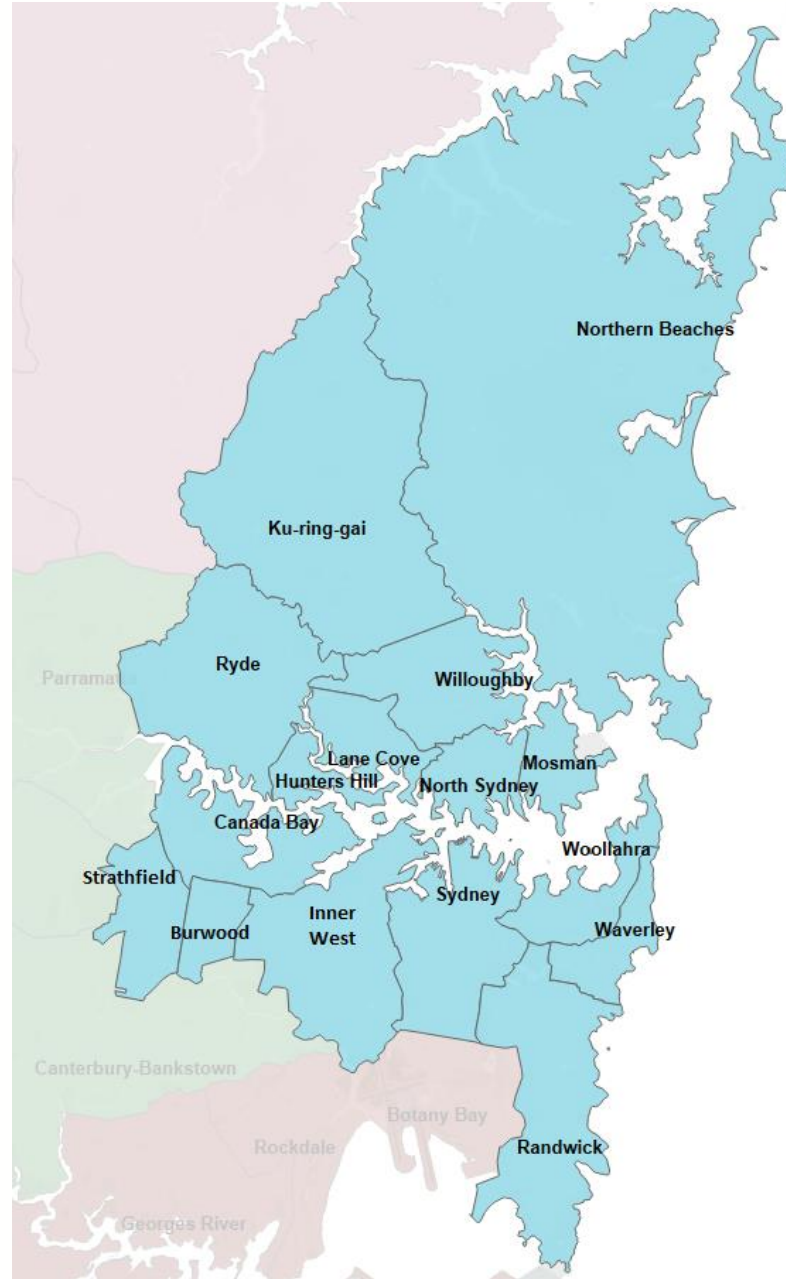 Northern Beaches
Ku-ring-gai
Ryde
Parramatta
Willoughby
Lane Cove
Mosman
Hunters Hill
North Sydney
Canada Bay
Woollahra
Strathfield
Sydney
Inner
West
Burwood
Waverley
Canterbury-Bankstown
Botany Bay
Rockdale
Randwick
Georges River